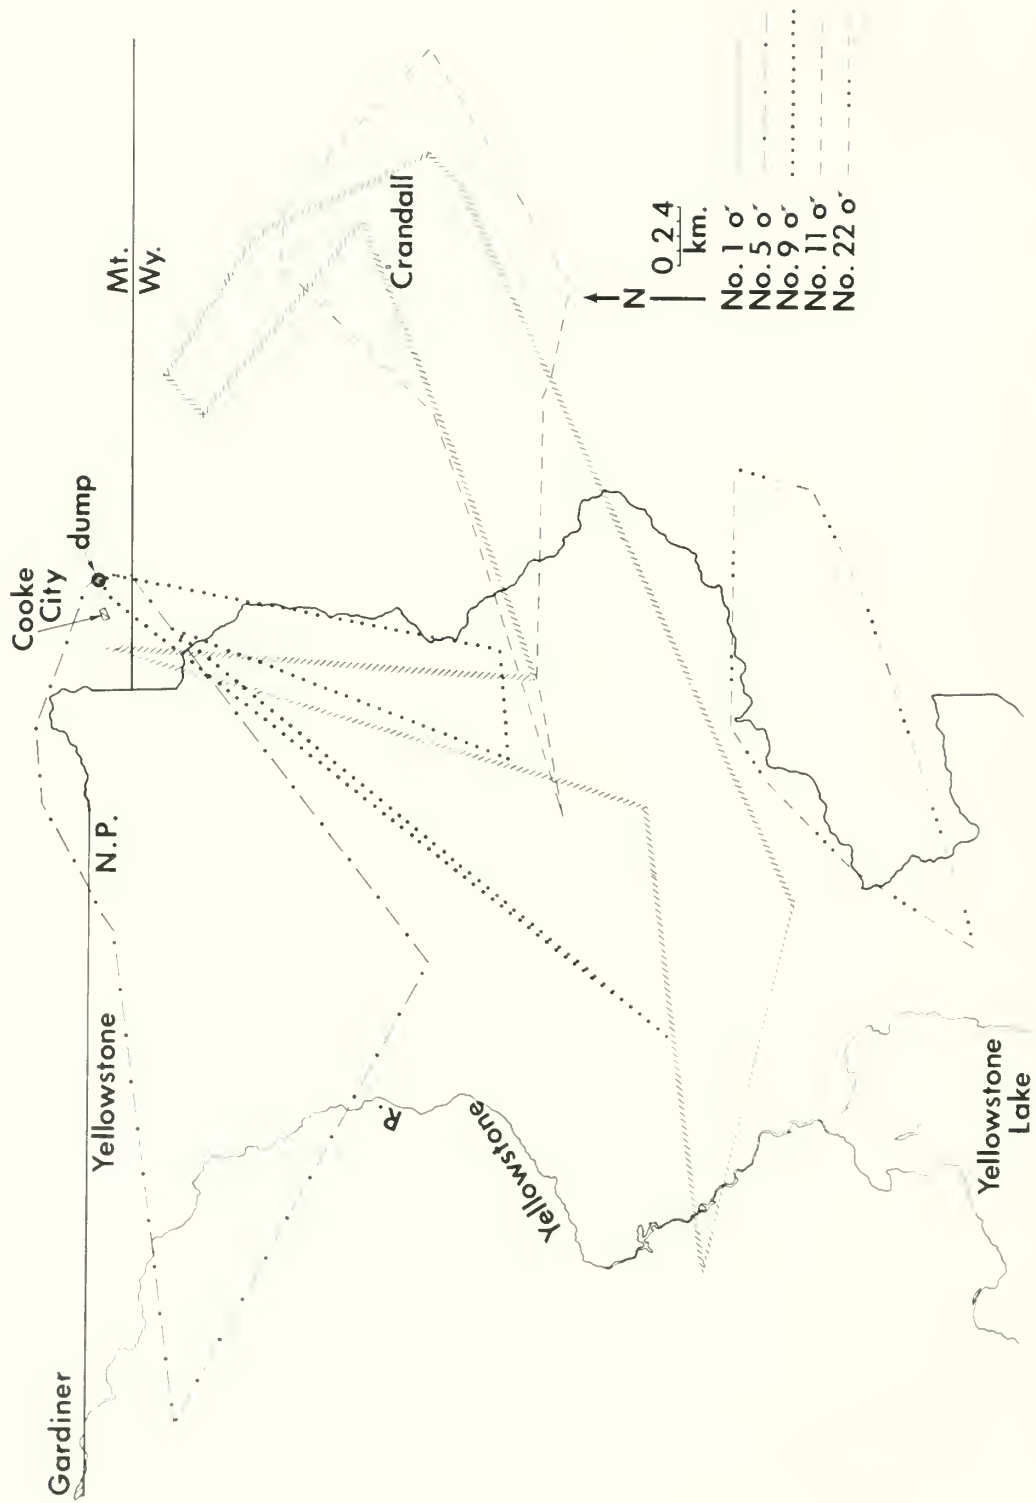 Gardiner
Yellowstone
N.P.
Cooke
City
dump
Mt.
Wy.
Crandall
R.
Yellowstone
Yellowstone
Lake
N
0 2 4
km.
No. 1 ♂
No. 5 ♂
No. 9 ♂
No. 11 ♂
No. 22 ♂